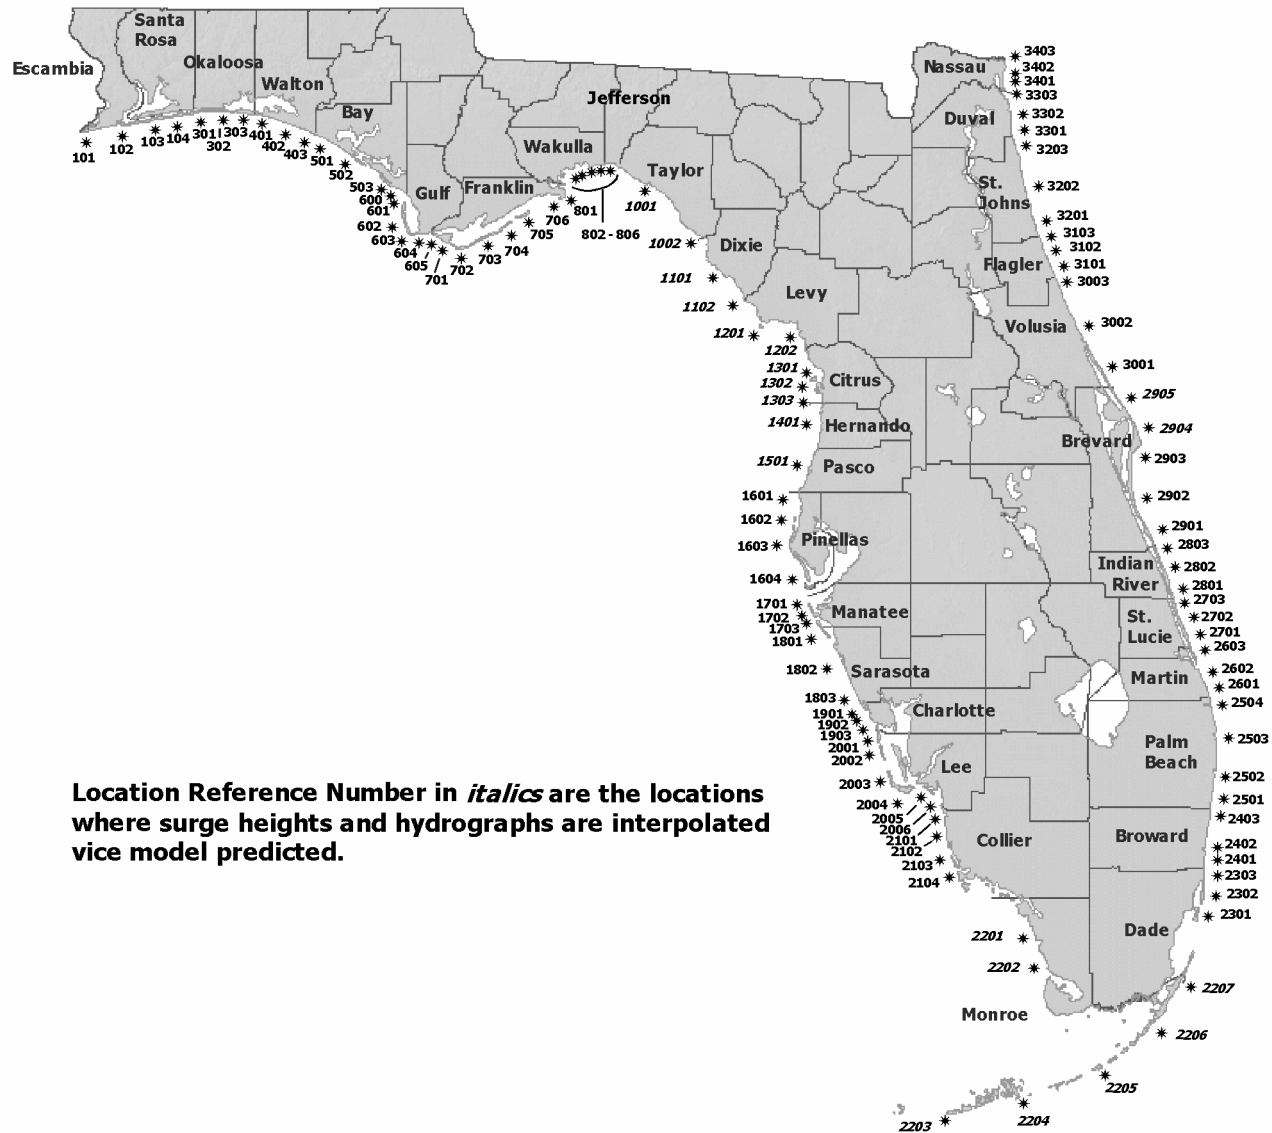 Santa
Rosa
Escambia
Okaloosa
Walton
Bay
Jefferson
Wakulla
Gulf
Franklin
Taylor
Dixie
Levy
Citrus
Hernando
Pasco
Pinellas
Manatee
Sarasota
Charlotte
Lee
Collier
Monroe
Dade
Broward
Palm
Beach
Martin
St.
Lucie
Indian
River
Brevard
Volusia
Flagler
St.
Johns
Duval
Nassau
101
102
103
104
301
302
303
401
402
403
501
502
503
600
601
602
603
604
605
701
702
703
704
705
706
801
802 - 806
1001
1002
1101
1102
1201
1202
1301
1302
1303
1401
1501
1601
1602
1603
1604
1701
1702
1703
1801
1802
1803
1901
1902
1903
2001
2002
2003
2004
2005
2006
2101
2102
2103
2104
2201
2202
2203
2204
2205
2206
2207
2301
2302
2303
2401
2402
2403
2501
2502
2503
2504
2601
2602
2603
2701
2702
2703
2801
2802
2803
2901
2902
2903
2904
2905
3001
3002
3003
3101
3102
3103
3201
3202
3203
3301
3302
3303
3401
3402
3403
Location Reference Number in italics are the locations
where surge heights and hydrographs are interpolated
vice model predicted.